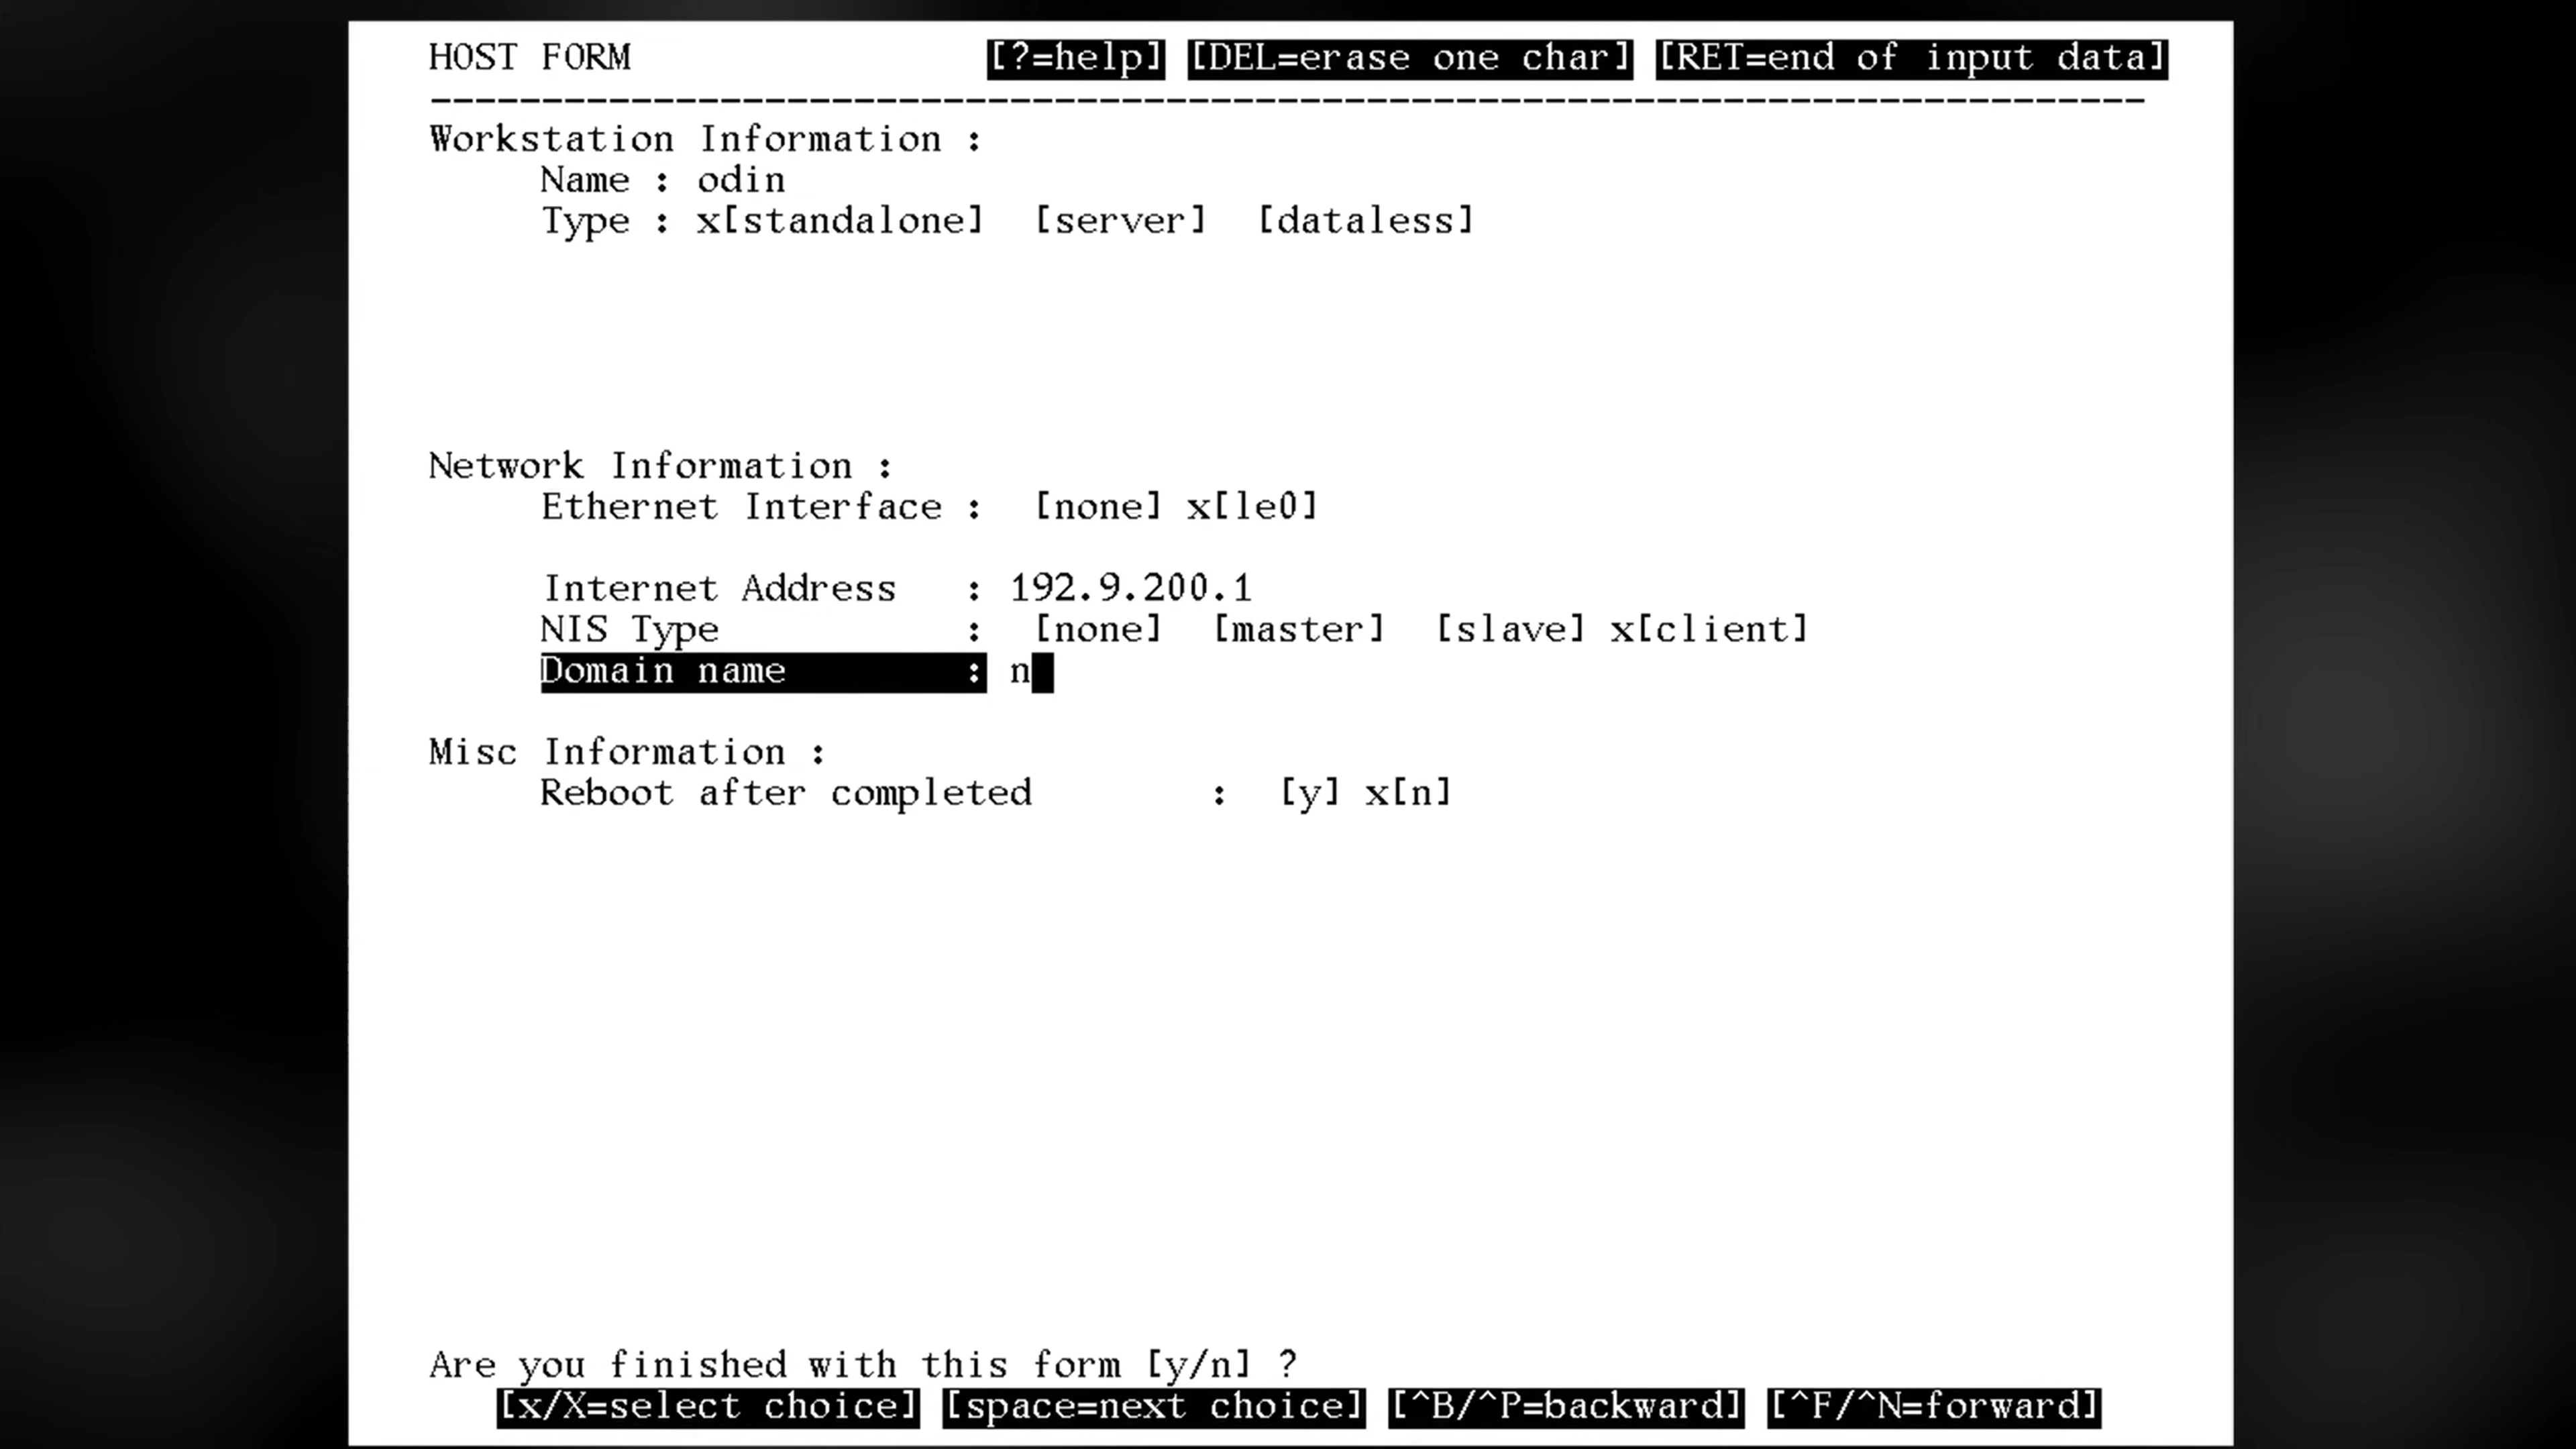 HOST FORM [?=help] [DEL=erase one char] [RET=end of input data]
------------------------------------------------------------------------------
Workstation Information :
Name : odin
Type : x[standalone] [server] [dataless]
Network Information :
Ethernet Interface : [none] x[le0]
Internet Address : 192.9.200.1
NIS Type : [none] [master] [slave] x[client]
Domain name : n
Misc Information :
Reboot after completed : [y] x[n]
Are you finished with this form [y/n] ?
[x/X=select choice] [space=next choice] [^B/^P=backward] [^F/^N=forward]